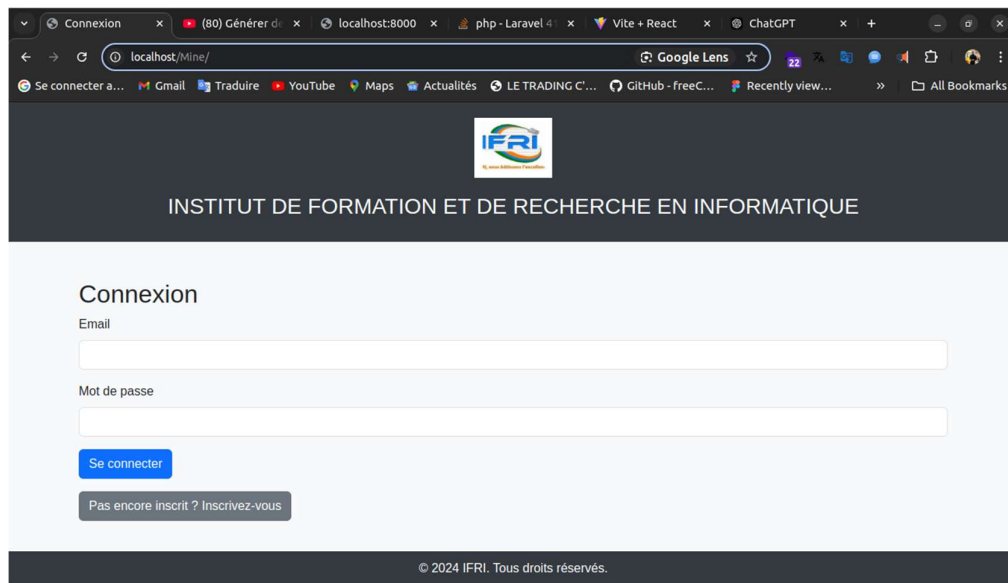 Connexion
(80) Générer de
localhost:8000
php - Laravel 41
Vite + React
ChatGPT
localhost/Mine/
Google Lens
22
Se connecter a...
Gmail
Traduire
YouTube
Maps
Actualités
LE TRADING C'...
GitHub - freeC...
Recently view...
»
All Bookmarks
IFRI
INSTITUT DE FORMATION ET DE RECHERCHE EN INFORMATIQUE
Connexion
Email
Mot de passe
Se connecter
Pas encore inscrit ? Inscrivez-vous
© 2024 IFRI. Tous droits réservés.